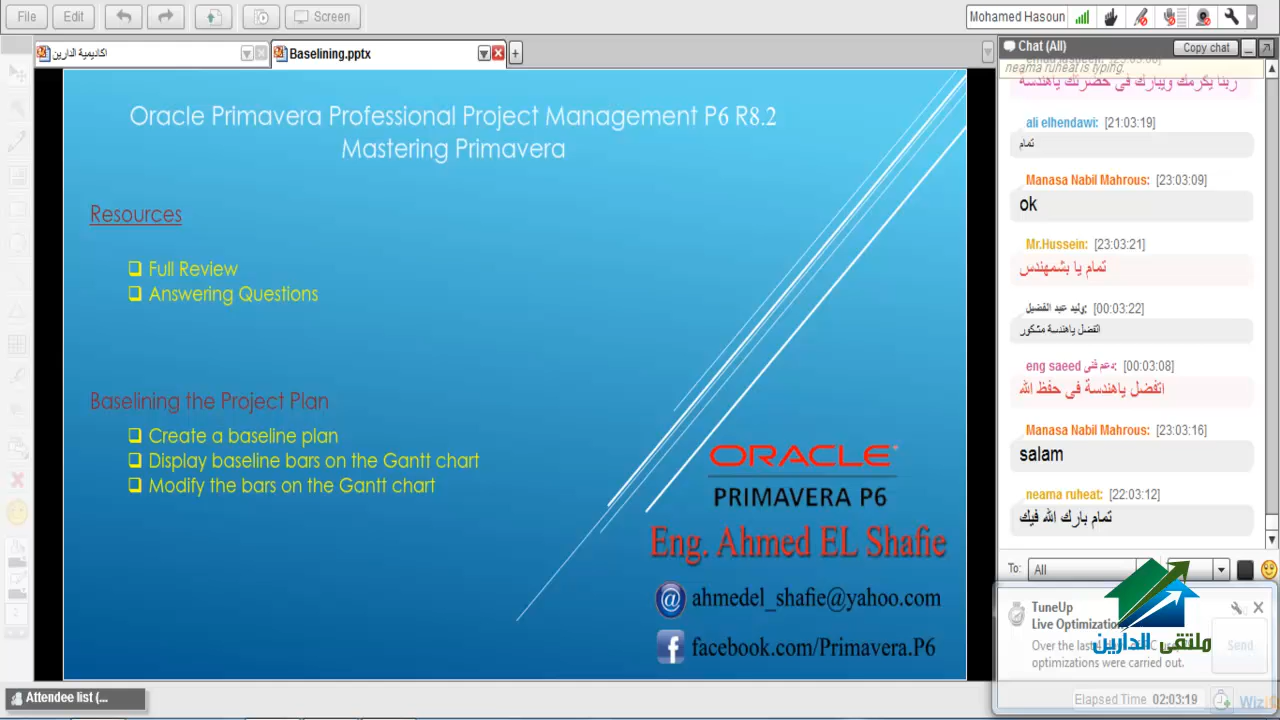 File
Edit
Screen
Mohamed Hasoun
اكاديمية الدارين
Baselining.pptx
Oracle Primavera Professional Project Management P6 R8.2
Mastering Primavera
Resources
Full Review
Answering Questions
Baselining the Project Plan
Create a baseline plan
Display baseline bars on the Gantt chart
Modify the bars on the Gantt chart
ORACLE
PRIMAVERA P6
Eng. Ahmed EL Shafie
@ ahmedel_shafie@yahoo.com
f facebook.com/Primavera.P6
Attendee list (...
Chat (All)
Copy chat
neama ruheat is typing.
ربنا يكرمك ويبارك فى حضرتك ياهندسة
ali elhendawi: [21:03:19]
تمام
Manasa Nabil Mahrous: [23:03:09]
ok
Mr.Hussein: [23:03:21]
تمام يا بشمهندس
وليد عبد الفضيل: [00:03:22]
اتفضل ياهندسة مشكور
eng saeed دعم فنى: [00:03:08]
اتفضل ياهندسة فى حفظ الله
Manasa Nabil Mahrous: [23:03:16]
salam
neama ruheat: [22:03:12]
تمام بارك الله فيك
To: All
TuneUp
Live Optimization
Over the last
optimizations were carried out.
ملتقى الدارين
Send
Elapsed Time 02:03:19